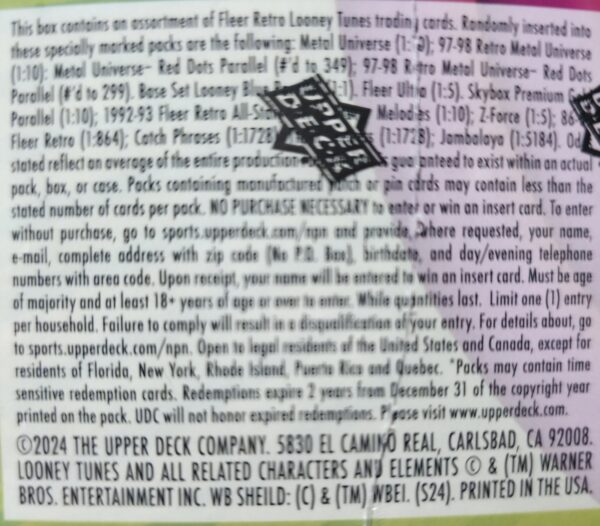 This box contains an assortment of Fleer Retro Looney Tunes trading cards. Randomly inserted into
these specially marked packs are the following: Metal Universe 97-98 Retro Metal Universe
(1:10); Metal Universe– Red Dots Parallel (#'d to 349); 97-98 Retro Metal Universe– Red Dots
Parallel (#'d to 299). Base Set Looney Fleer Ultra (1:5). Skybox Premium
Parallel (1:10); 1992-93 Fleer Retro Melodies (1:10); Z-Force (1:5);
Fleer Retro (1:864); Catch Phrases (1:1728) (1:1728); Jambalaya (1:5184).
stated reflect an average of the entire production guaranteed to exist within an actual
pack, box, or case. Packs containing manufactured patch or pin cards may contain less than the
stated number of cards per pack. NO PURCHASE NECESSARY to enter or win an insert card. To enter
without purchase, go to sports.upperdeck.com/npn and provide, where requested, your name,
e-mail, complete address with zip code (No P.O. Box), birthdate, and day/evening telephone
numbers with area code. Upon receipt, your name will be entered to win an insert card. Must be age
of majority and at least 18+ years of age or over to enter. While quantities last. Limit one (1) entry
per household. Failure to comply will result in a disqualification of your entry. For details about, go
to sports.upperdeck.com/npn. Open to legal residents of the United States and Canada, except for
residents of Florida, New York, Rhode Island, Puerto Rico and Quebec. *Packs may contain time
sensitive redemption cards. Redemptions expire 2 years from December 31 of the copyright year
printed on the pack. UDC will not honor expired redemptions. Please visit www.upperdeck.com.
©2024 THE UPPER DECK COMPANY. 5830 EL CAMINO REAL, CARLSBAD, CA 92008.
LOONEY TUNES AND ALL RELATED CHARACTERS AND ELEMENTS © & (TM) WARNER
BROS. ENTERTAINMENT INC. WB SHEILD: (C) & (TM) WBEI. (S24). PRINTED IN THE USA.
UPPER
DECK